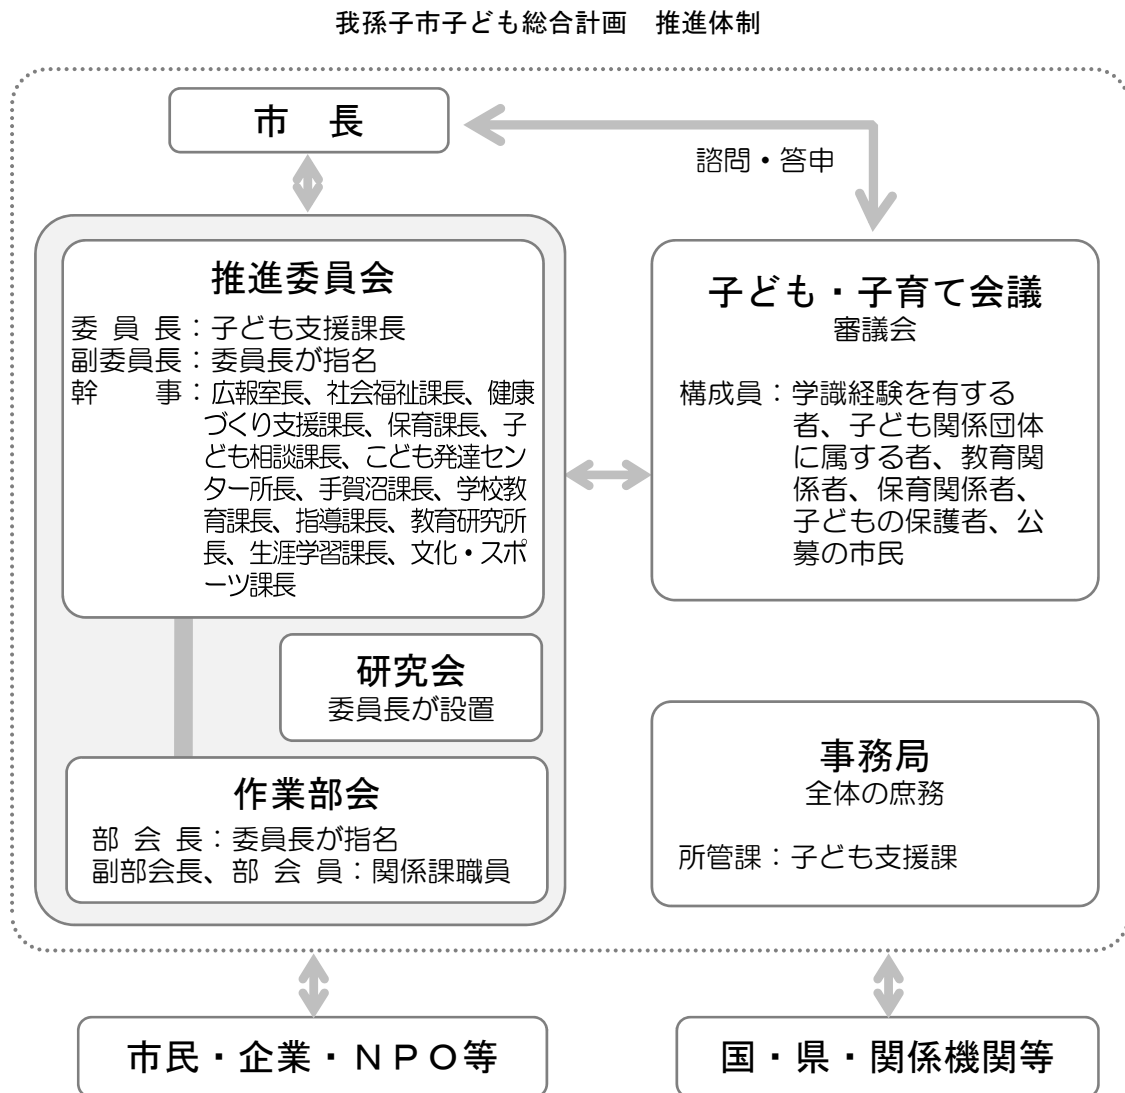 我孫子市子ども総合計画　推進体制
市　長
諮問・答申
推進委員会
委 員 長：子ども支援課長
副委員長：委員長が指名
幹　　事：広報室長、社会福祉課長、健康
づくり支援課長、保育課長、子
ども相談課長、こども発達セン
ター所長、手賀沼課長、学校教
育課長、指導課長、教育研究所
長、生涯学習課長、文化・スポ
ーツ課長
子ども・子育て会議
審議会
構成員：学識経験を有する
者、子ども関係団体
に属する者、教育関
係者、保育関係者、
子どもの保護者、公
募の市民
研究会
委員長が設置
作業部会
部 会 長：委員長が指名
副部会長、部 会 員：関係課職員
事務局
全体の庶務
所管課：子ども支援課
市民・企業・ＮＰＯ等
国・県・関係機関等